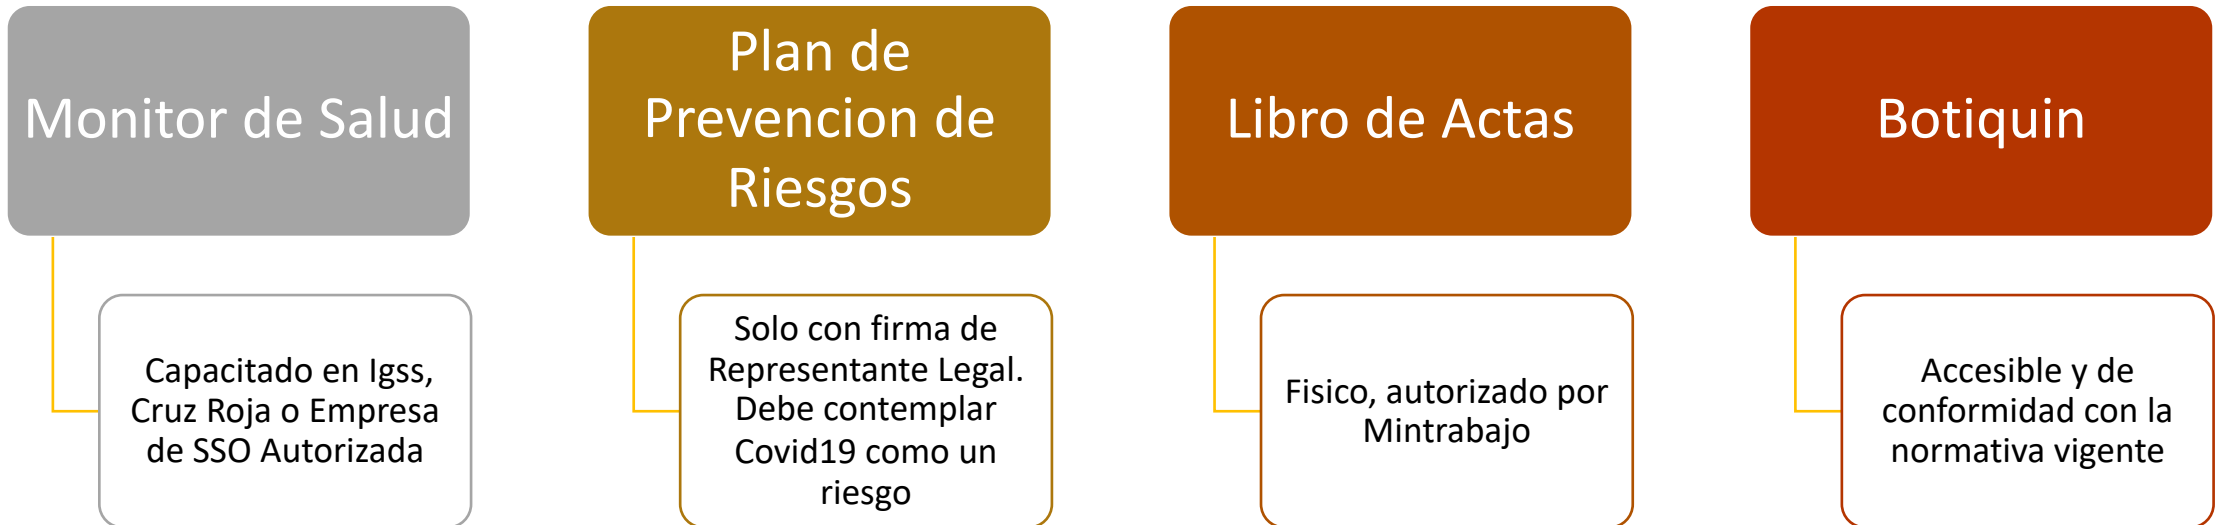 Monitor de Salud
Capacitado en Igss,
Cruz Roja o Empresa
de SSO Autorizada
Plan de
Prevencion de
Riesgos
Solo con firma de
Representante Legal.
Debe contemplar
Covid19 como un
riesgo
Libro de Actas
Fisico, autorizado por
Mintrabajo
Botiquin
Accesible y de
conformidad con la
normativa vigente